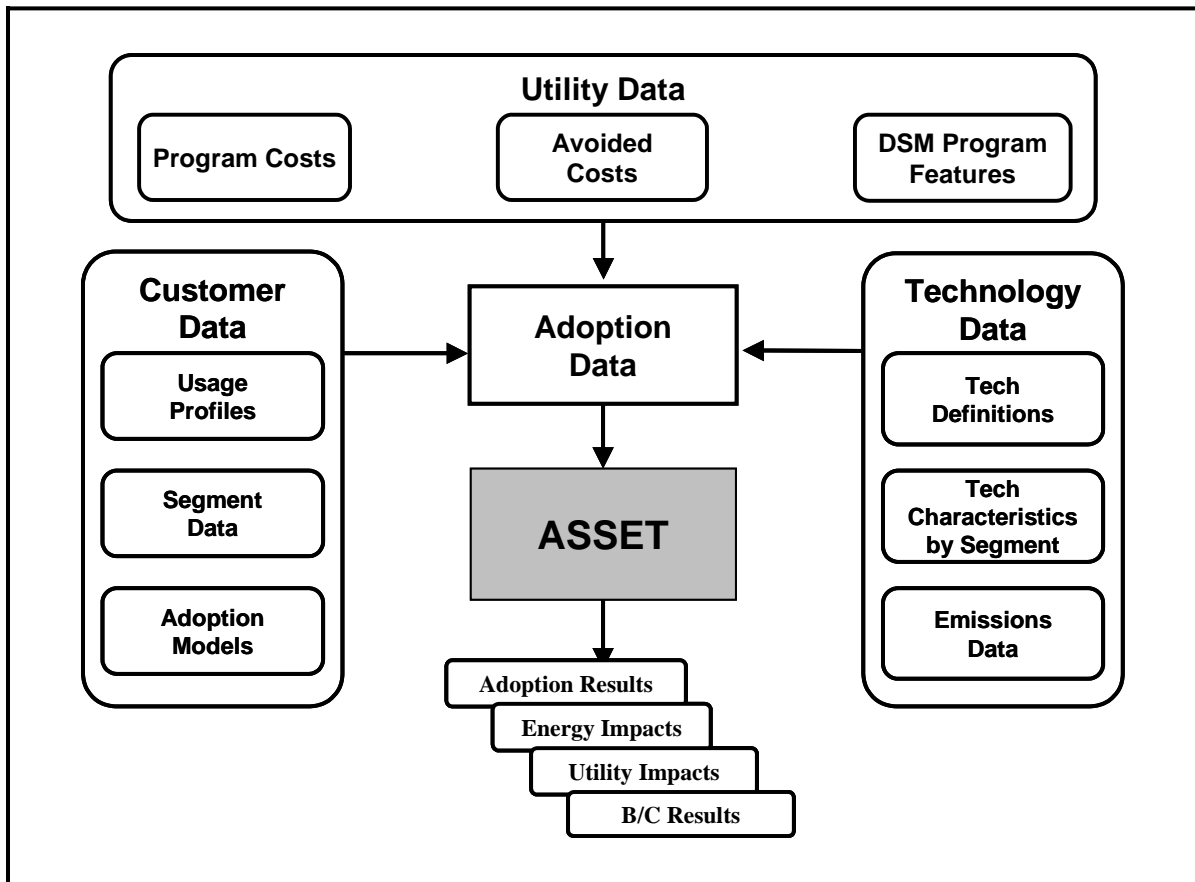 Utility Data
Program Costs
Avoided
Costs
DSM Program
Features
Customer
Data
Usage
Profiles
Segment
Data
Adoption
Models
Adoption
Data
ASSET
Technology
Data
Tech
Definitions
Tech
Characteristics
by Segment
Emissions
Data
Adoption Results
Energy Impacts
Utility Impacts
B/C Results